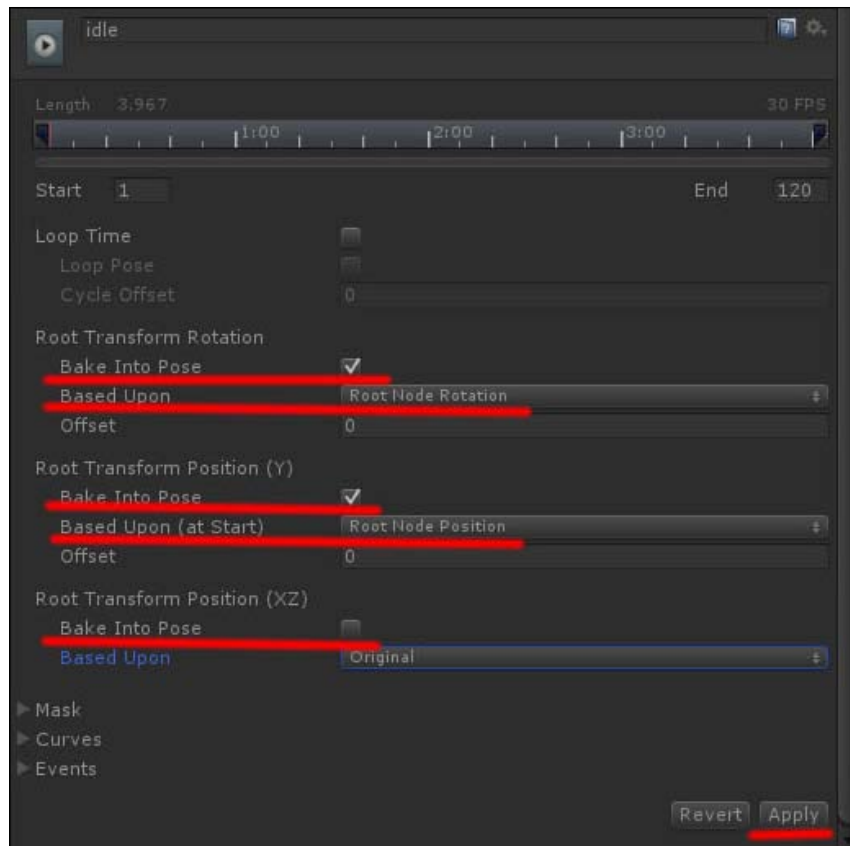 idle
Length 3.967 30 FPS
1:00 2:00 3:00
Start 1 End 120
Loop Time
Loop Pose
Cycle Offset 0
Root Transform Rotation
Bake Into Pose
Based Upon Root Node Rotation
Offset 0
Root Transform Position (Y)
Bake Into Pose
Based Upon (at Start) Root Node Position
Offset 0
Root Transform Position (XZ)
Bake Into Pose
Based Upon Original
Mask
Curves
Events
Revert Apply